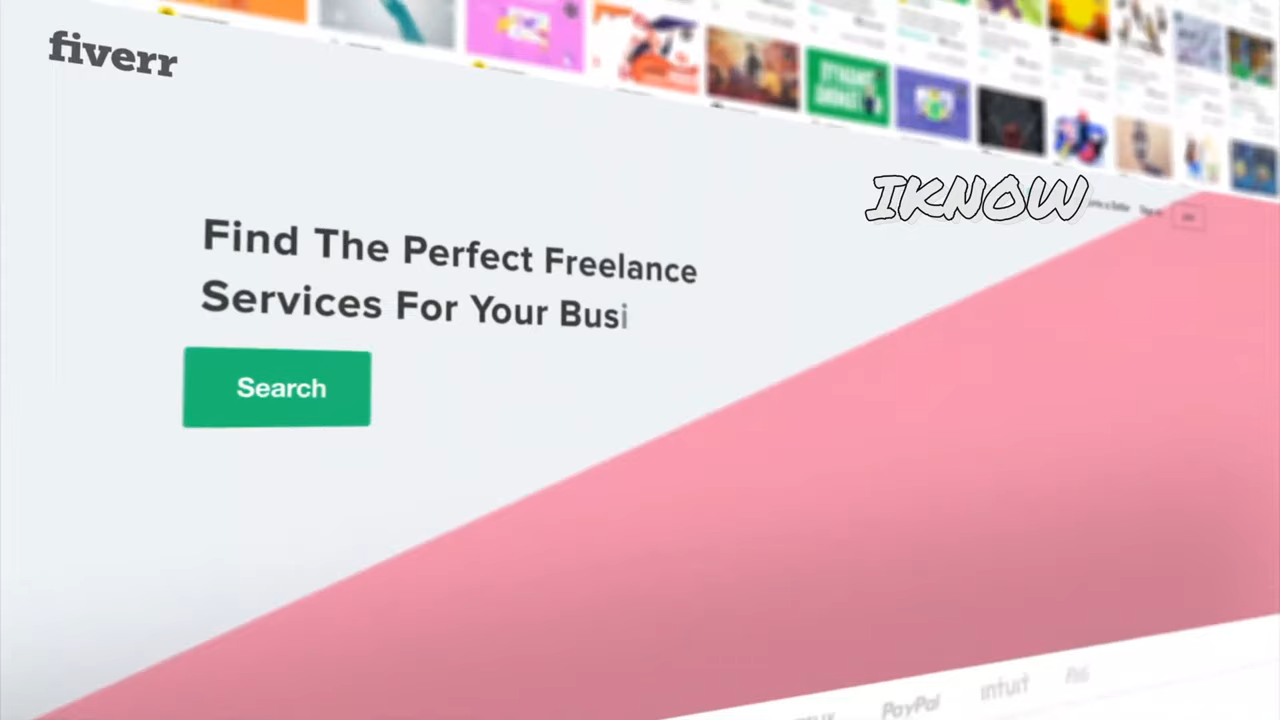 fiverr
IKNOW
Find The Perfect Freelance
Services For Your Busi
Search
PayPal
intuit